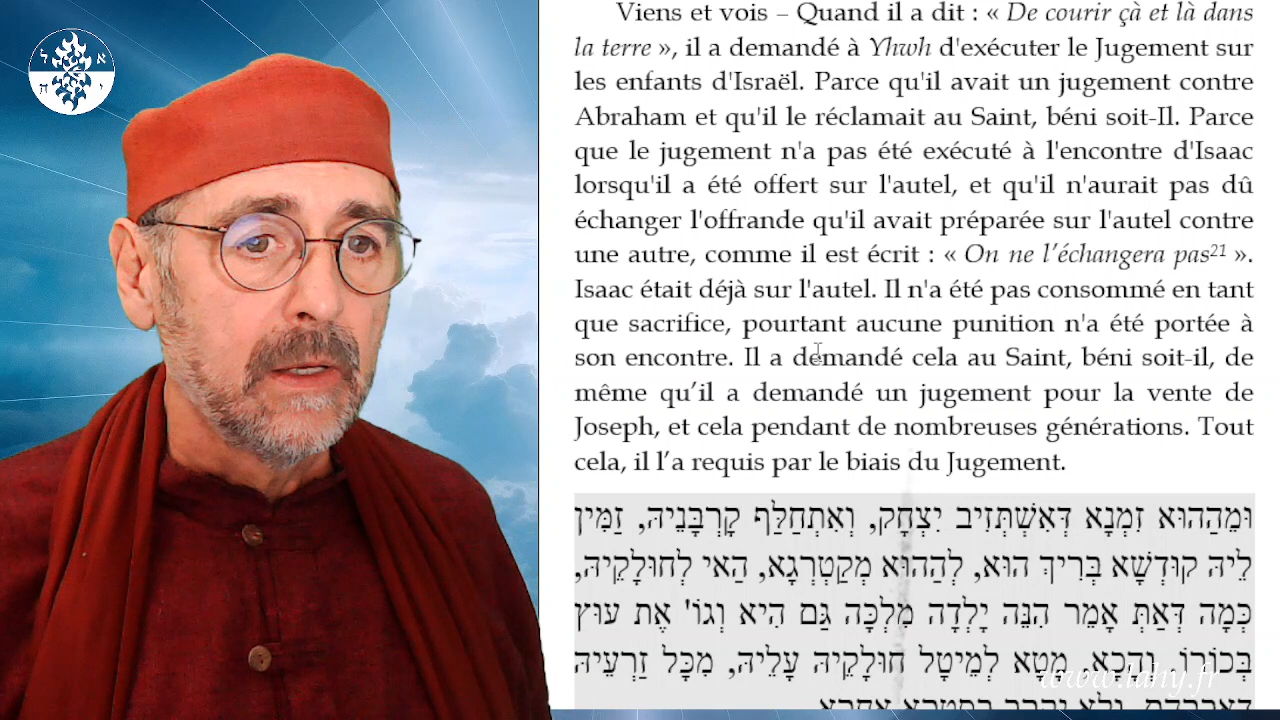 א
ל
ה
י
Viens et vois – Quand il a dit : « De courir çà et là dans
la terre », il a demandé à Yhwh d'exécuter le Jugement sur
les enfants d'Israël. Parce qu'il avait un jugement contre
Abraham et qu'il le réclamait au Saint, béni soit-Il. Parce
que le jugement n'a pas été exécuté à l'encontre d'Isaac
lorsqu'il a été offert sur l'autel, et qu'il n'aurait pas dû
échanger l'offrande qu'il avait préparée sur l'autel contre
une autre, comme il est écrit : « On ne l’échangera pas21 ».
Isaac était déjà sur l'autel. Il n'a été pas consommé en tant
que sacrifice, pourtant aucune punition n'a été portée à
son encontre. Il a demandé cela au Saint, béni soit-il, de
même qu’il a demandé un jugement pour la vente de
Joseph, et cela pendant de nombreuses générations. Tout
cela, il l’a requis par le biais du Jugement.
וּמֵהַהוּא זִמְנָא דְּאִשְׁתְּזִיב יִצְחָק, וְאִתְחַלַּף קָרְבָּנֵיהּ, זַמִּין
לֵיהּ קוּדְשָׁא בְּרִיךְ הוּא, לְהַהוּא מְקַטְרְגָא, הַאי לְחוּלָקֵיהּ,
כְּמָה דְּאַתְּ אָמֵר הִנֵּה יָלְדָה מִלְכָּה גַּם הִיא וְגוֹ' אֶת עוּץ
בְּכוֹרוֹ. וְהָכָא, מָטָא לְמֵיטַל חוּלָקֵיהּ עָלֵיהּ, מִכָּל זַרְעֵיהּ
www.lahy.fr